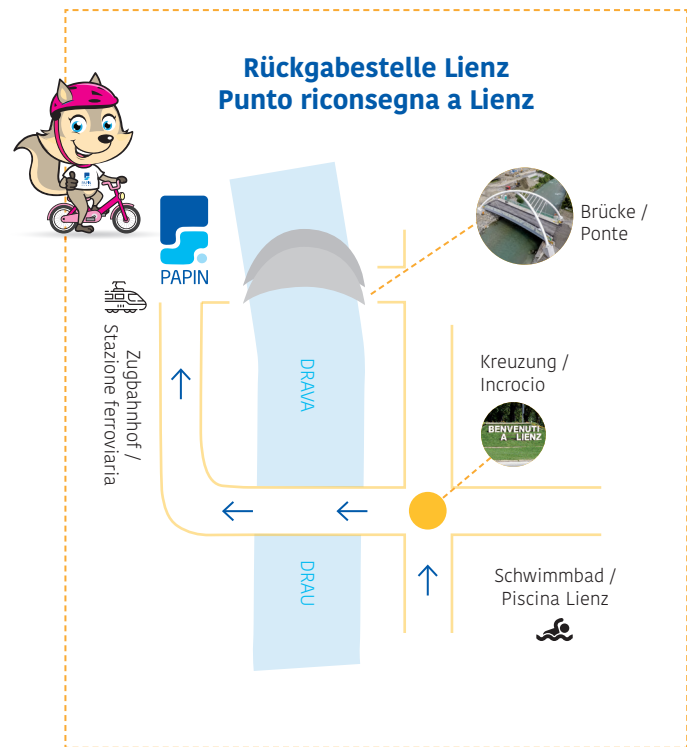 Rückgabestelle Lienz
Punto riconsegna a Lienz
PAPIN
Brücke /
Ponte
Zugbahnhof /
Stazione ferroviaria
DRAVA
Kreuzung /
Incrocio
BENVENUTI
A LIENZ
DRAU
Schwimmbad /
Piscina Lienz